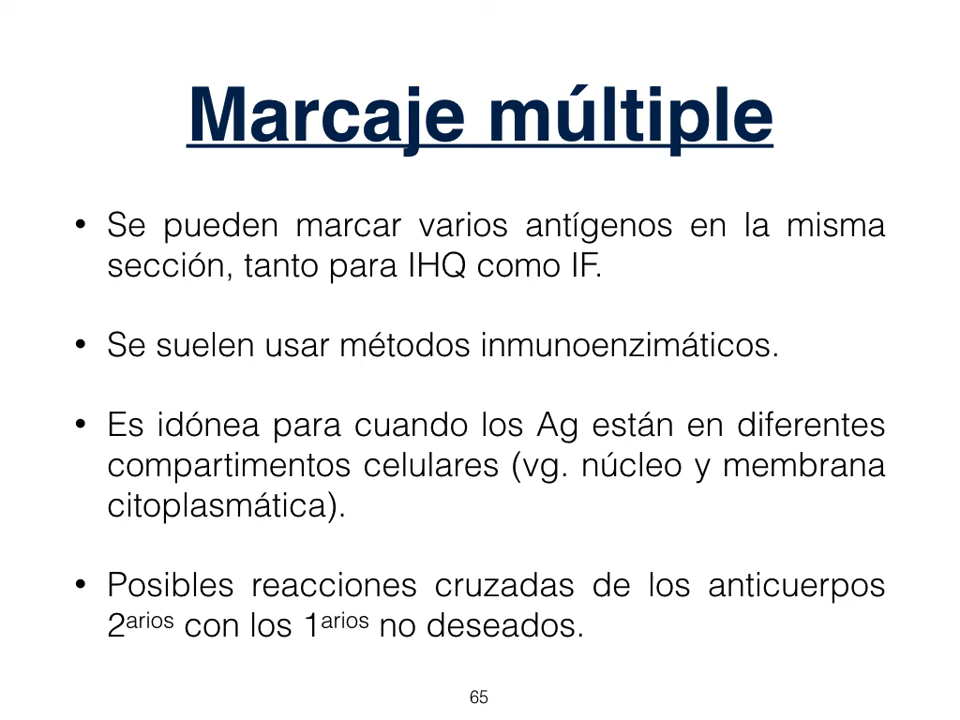 Marcaje múltiple
• Se pueden marcar varios antígenos en la misma
sección, tanto para IHQ como IF.
• Se suelen usar métodos inmunoenzimáticos.
• Es idónea para cuando los Ag están en diferentes
compartimentos celulares (vg. núcleo y membrana
citoplasmática).
• Posibles reacciones cruzadas de los anticuerpos
2arios con los 1arios no deseados.
65